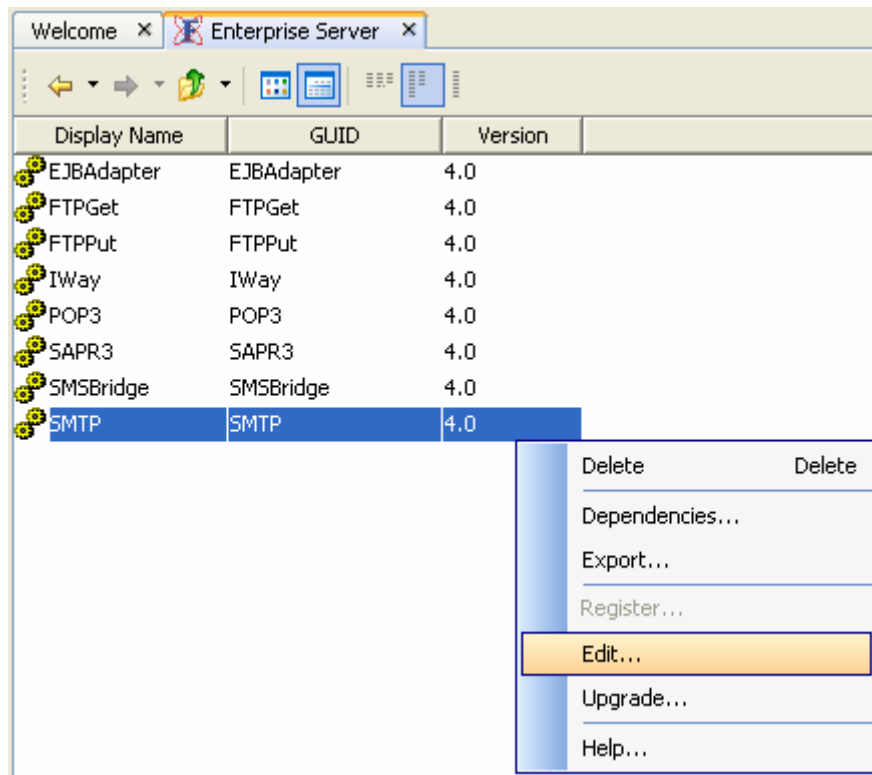 Welcome Enterprise Server
Display Name GUID Version
EJBAdapter EJBAdapter 4.0
FTPGet FTPGet 4.0
FTPPut FTPPut 4.0
IWay IWay 4.0
POP3 POP3 4.0
SAPR3 SAPR3 4.0
SMSBridge SMSBridge 4.0
SMTP SMTP 4.0
Delete Delete
Dependencies...
Export...
Register...
Edit...
Upgrade...
Help...